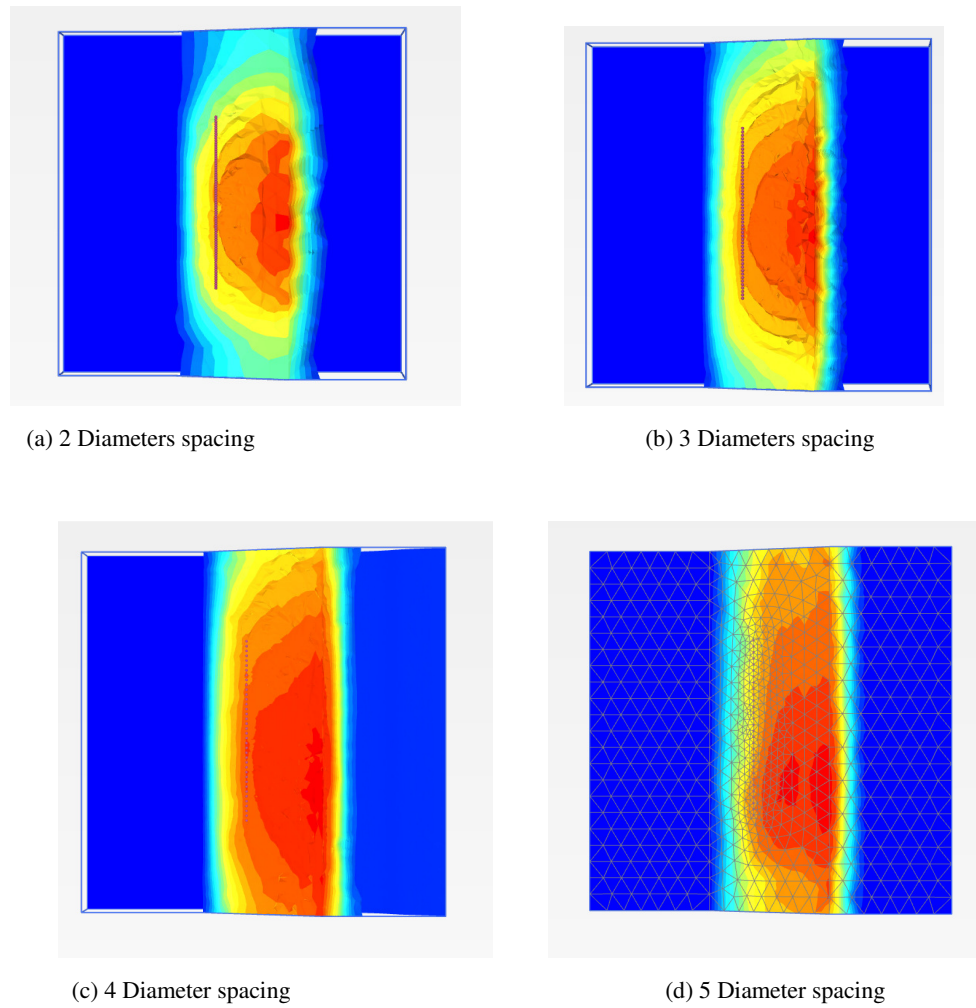 (a) 2 Diameters spacing
(b) 3 Diameters spacing
(c) 4 Diameter spacing
(d) 5 Diameter spacing